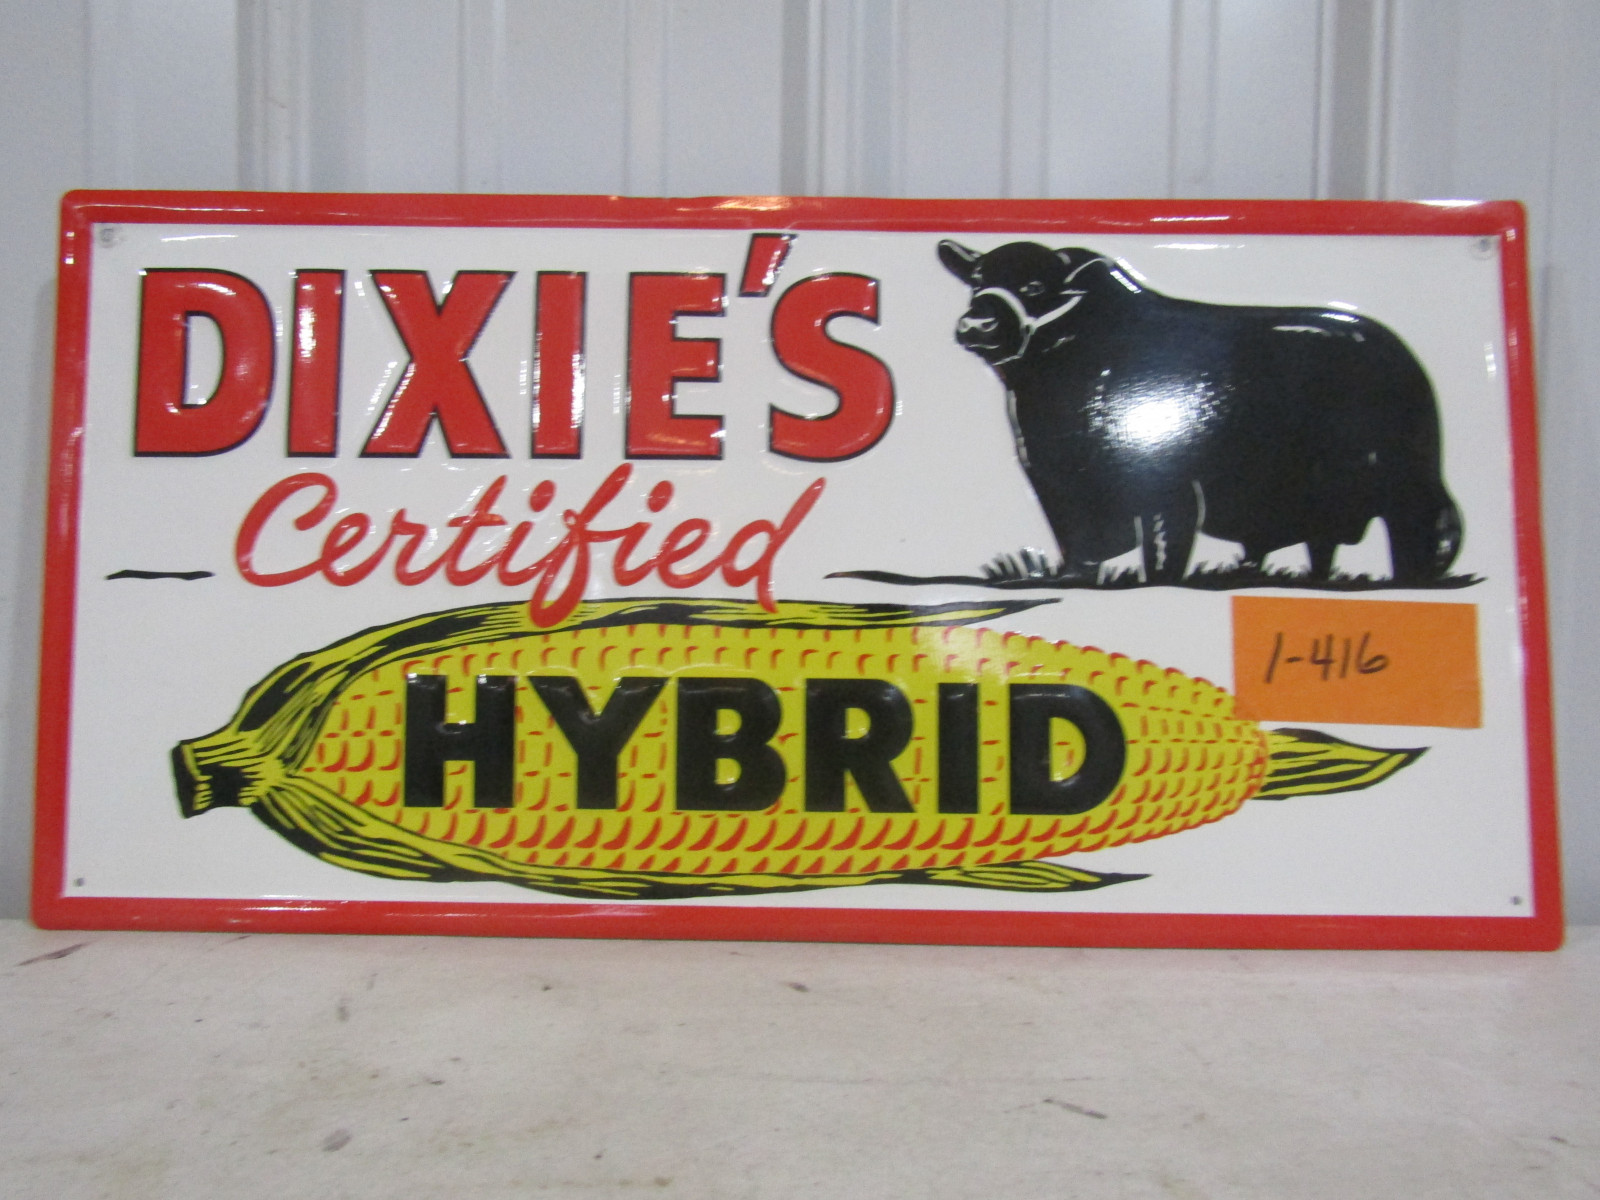 DIXIE'S
Certified
HYBRID
1-416